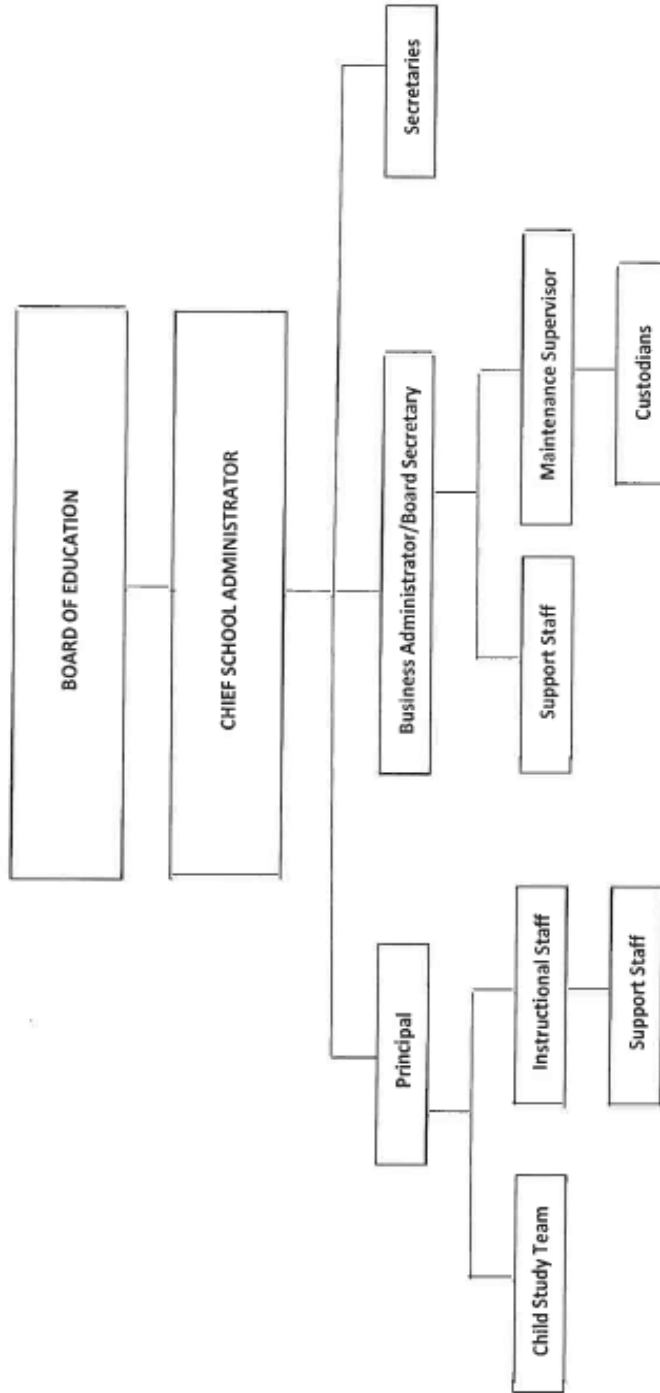 BOARD OF EDUCATION
CHIEF SCHOOL ADMINISTRATOR
Principal
Business Administrator/Board Secretary
Secretaries
Child Study Team
Instructional Staff
Support Staff
Maintenance Supervisor
Support Staff
Custodians